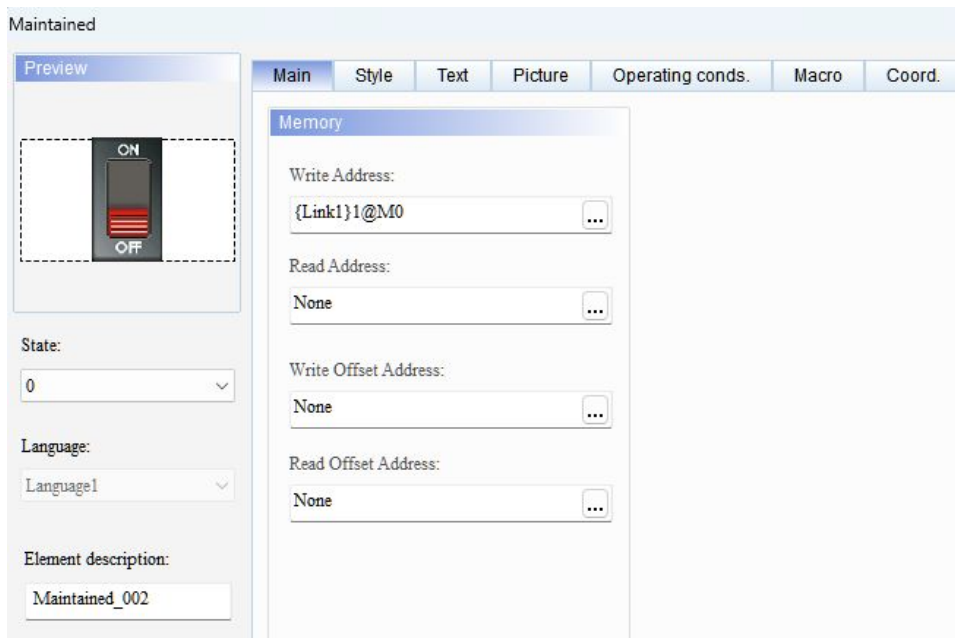 Maintained
Preview
ON
OFF
State:
0
Language:
Language1
Element description:
Maintained_002
Main Style Text Picture Operating conds. Macro Coord.
Memory
Write Address:
{Link1}1@M0
...
Read Address:
None
...
Write Offset Address:
None
...
Read Offset Address:
None
...